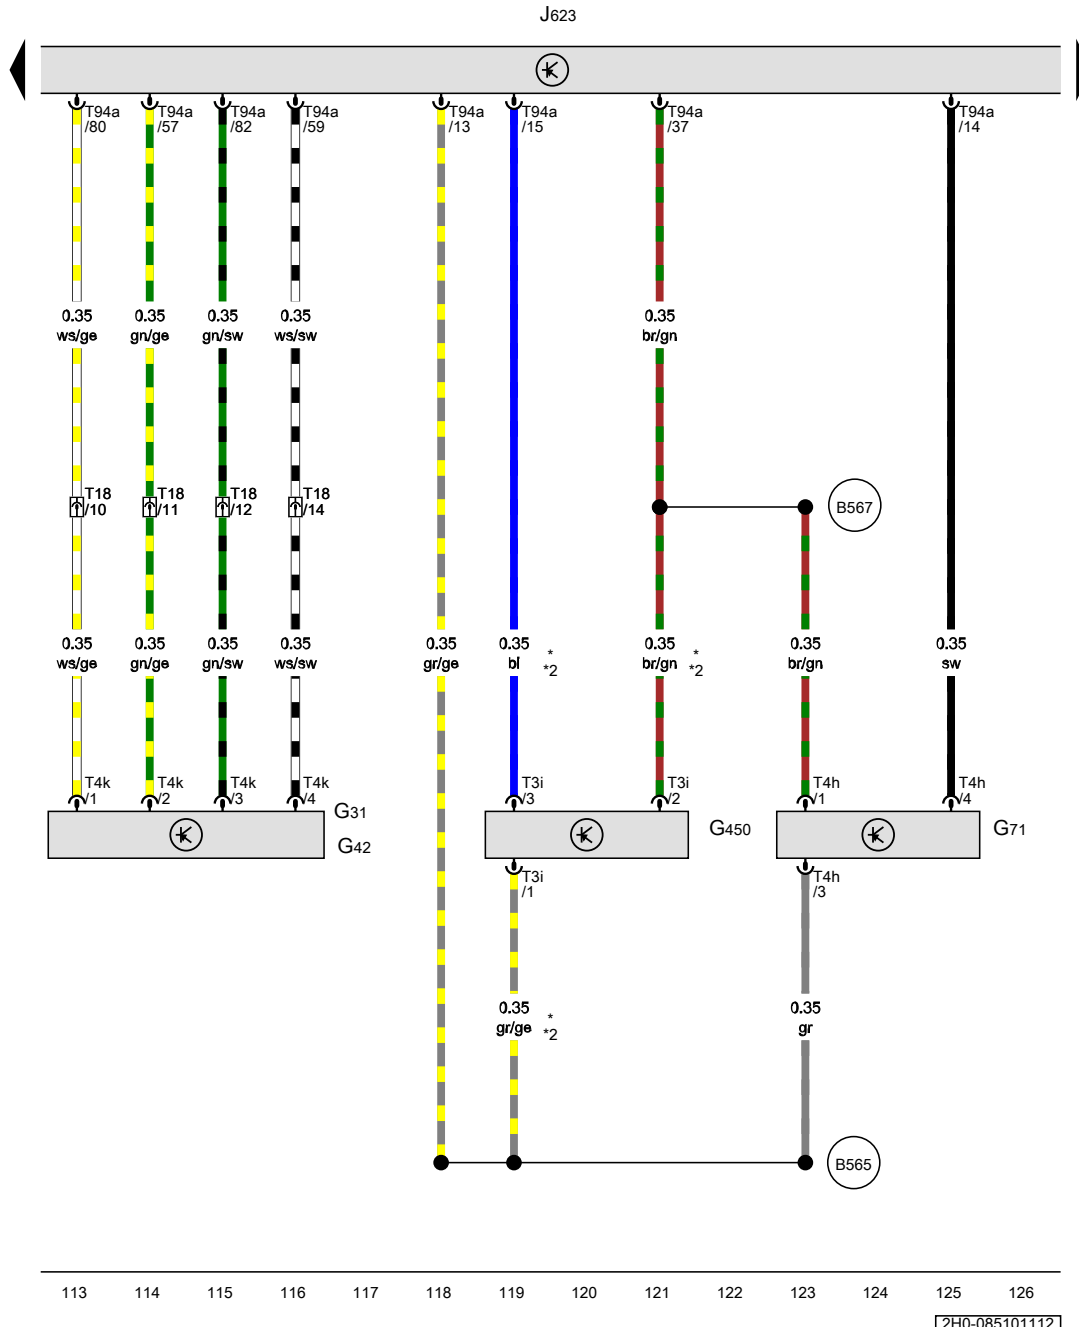 J623
T94a /80
T94a /57
T94a /82
T94a /59
T94a /13
T94a /15
T94a /37
T94a /14
0.35 ws/ge
0.35 gn/ge
0.35 gn/sw
0.35 ws/sw
0.35 br/gn
T18 /10
T18 /11
T18 /12
T18 /14
B567
0.35 ws/ge
0.35 gn/ge
0.35 gn/sw
0.35 ws/sw
0.35 gr/ge
0.35 bl * *2
0.35 br/gn * *2
0.35 br/gn
0.35 sw
T4k /1
T4k /2
T4k /3
T4k /4
T3i /3
T3i /2
T4h /1
T4h /4
G31
G42
G450
G71
T3i /1
T4h /3
0.35 gr/ge * *2
0.35 gr
B565
113 114 115 116 117 118 119 120 121 122 123 124 125 126
2H0-085101112